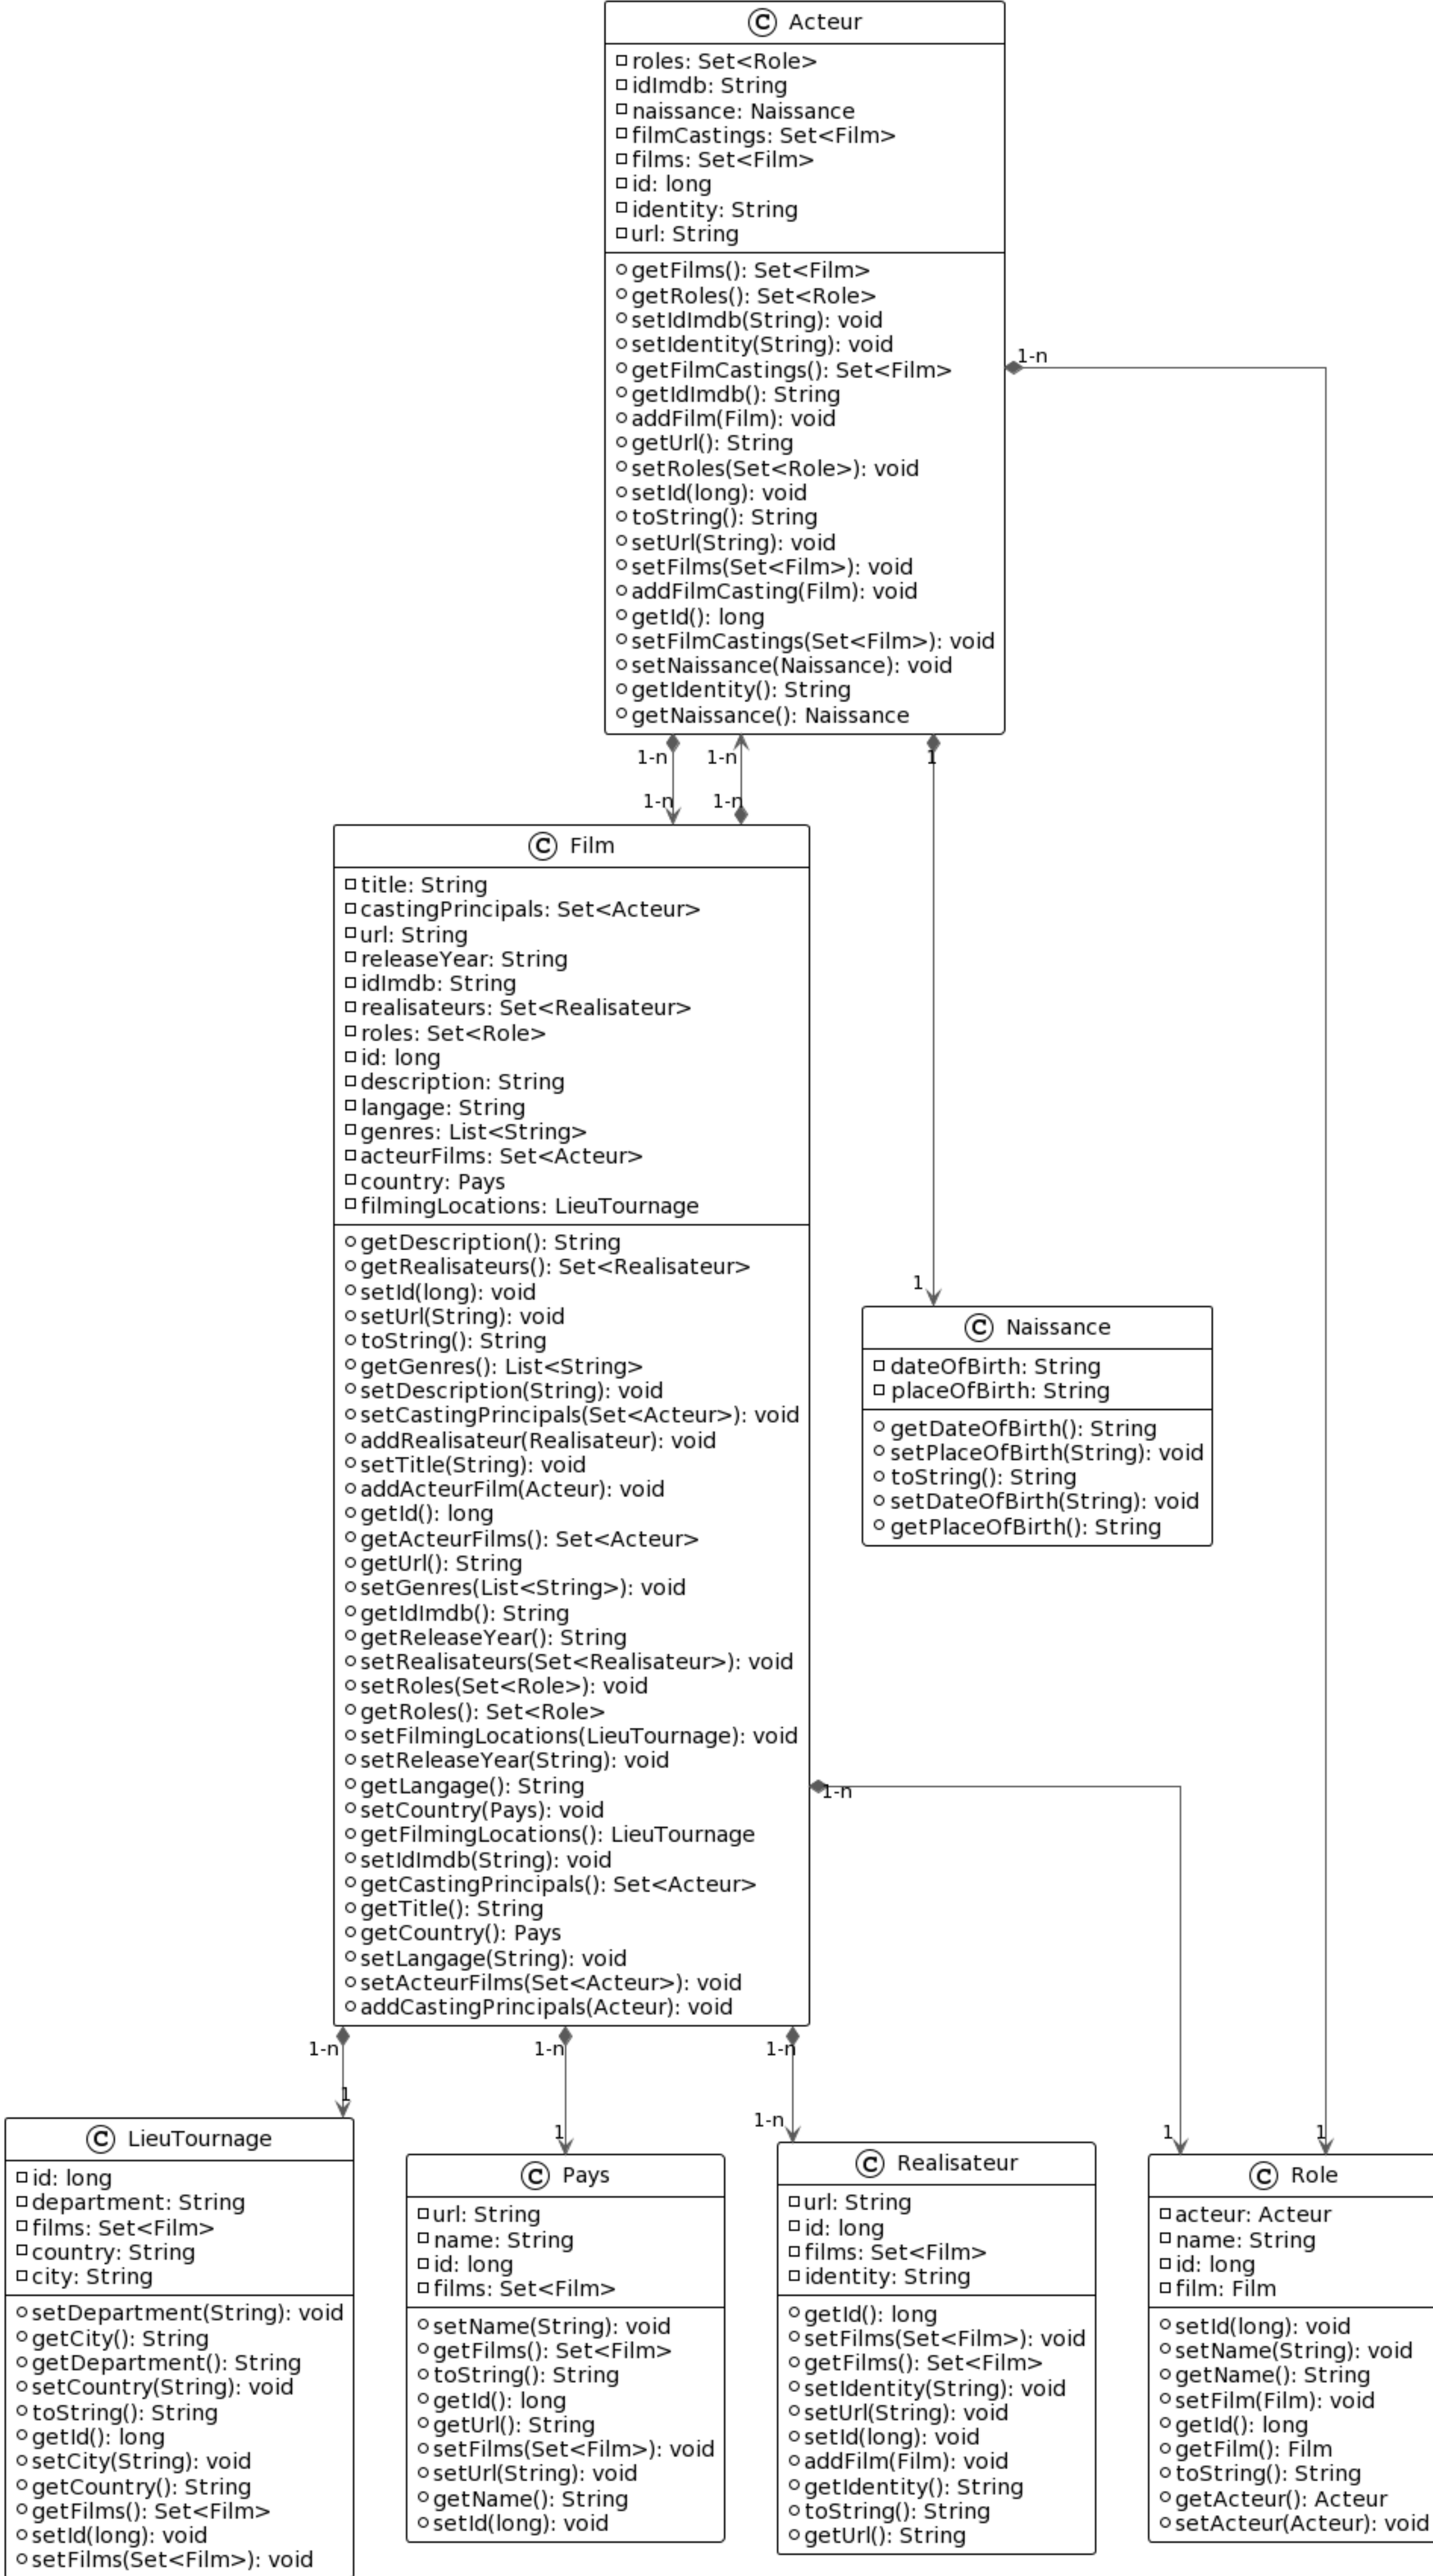 C Acteur
roles: Set<Role>
idImdb: String
naissance: Naissance
filmCastings: Set<Film>
films: Set<Film>
id: long
identity: String
url: String
getFilms(): Set<Film>
getRoles(): Set<Role>
setIdImdb(String): void
setIdentity(String): void
getFilmCastings(): Set<Film>
getIdImdb(): String
addFilm(Film): void
getUrl(): String
setRoles(Set<Role>): void
setId(long): void
toString(): String
setUrl(String): void
setFilms(Set<Film>): void
addFilmCasting(Film): void
getId(): long
setFilmCastings(Set<Film>): void
setNaissance(Naissance): void
getIdentity(): String
getNaissance(): Naissance
1-n
1-n
1-n
1
1-n
1-n
C Film
title: String
castingPrincipals: Set<Acteur>
url: String
releaseYear: String
idImdb: String
realisateurs: Set<Realisateur>
roles: Set<Role>
id: long
description: String
langage: String
genres: List<String>
acteurFilms: Set<Acteur>
country: Pays
filmingLocations: LieuTournage
getDescription(): String
getRealisateurs(): Set<Realisateur>
setId(long): void
setUrl(String): void
toString(): String
getGenres(): List<String>
setDescription(String): void
setCastingPrincipals(Set<Acteur>): void
addRealisateur(Realisateur): void
setTitle(String): void
addActeurFilm(Acteur): void
getId(): long
getActeurFilms(): Set<Acteur>
getUrl(): String
setGenres(List<String>): void
getIdImdb(): String
getReleaseYear(): String
setRealisateurs(Set<Realisateur>): void
setRoles(Set<Role>): void
getRoles(): Set<Role>
setFilmingLocations(LieuTournage): void
setReleaseYear(String): void
getLangage(): String
setCountry(Pays): void
getFilmingLocations(): LieuTournage
setIdImdb(String): void
getCastingPrincipals(): Set<Acteur>
getTitle(): String
getCountry(): Pays
setLangage(String): void
setActeurFilms(Set<Acteur>): void
addCastingPrincipals(Acteur): void
1
C Naissance
dateOfBirth: String
placeOfBirth: String
getDateOfBirth(): String
setPlaceOfBirth(String): void
toString(): String
setDateOfBirth(String): void
getPlaceOfBirth(): String
1-n
1-n
1-n
1-n
1
1
1-n
1
1
C LieuTournage
id: long
department: String
films: Set<Film>
country: String
city: String
setDepartment(String): void
getCity(): String
getDepartment(): String
setCountry(String): void
toString(): String
getId(): long
setCity(String): void
getCountry(): String
getFilms(): Set<Film>
setId(long): void
setFilms(Set<Film>): void
C Pays
url: String
name: String
id: long
films: Set<Film>
setName(String): void
getFilms(): Set<Film>
toString(): String
getId(): long
getUrl(): String
setFilms(Set<Film>): void
setUrl(String): void
getName(): String
setId(long): void
C Realisateur
url: String
id: long
films: Set<Film>
identity: String
getId(): long
setFilms(Set<Film>): void
getFilms(): Set<Film>
setIdentity(String): void
setUrl(String): void
setId(long): void
addFilm(Film): void
getIdentity(): String
toString(): String
getUrl(): String
C Role
acteur: Acteur
name: String
id: long
film: Film
setId(long): void
setName(String): void
getName(): String
setFilm(Film): void
getId(): long
getFilm(): Film
toString(): String
getActeur(): Acteur
setActeur(Acteur): void